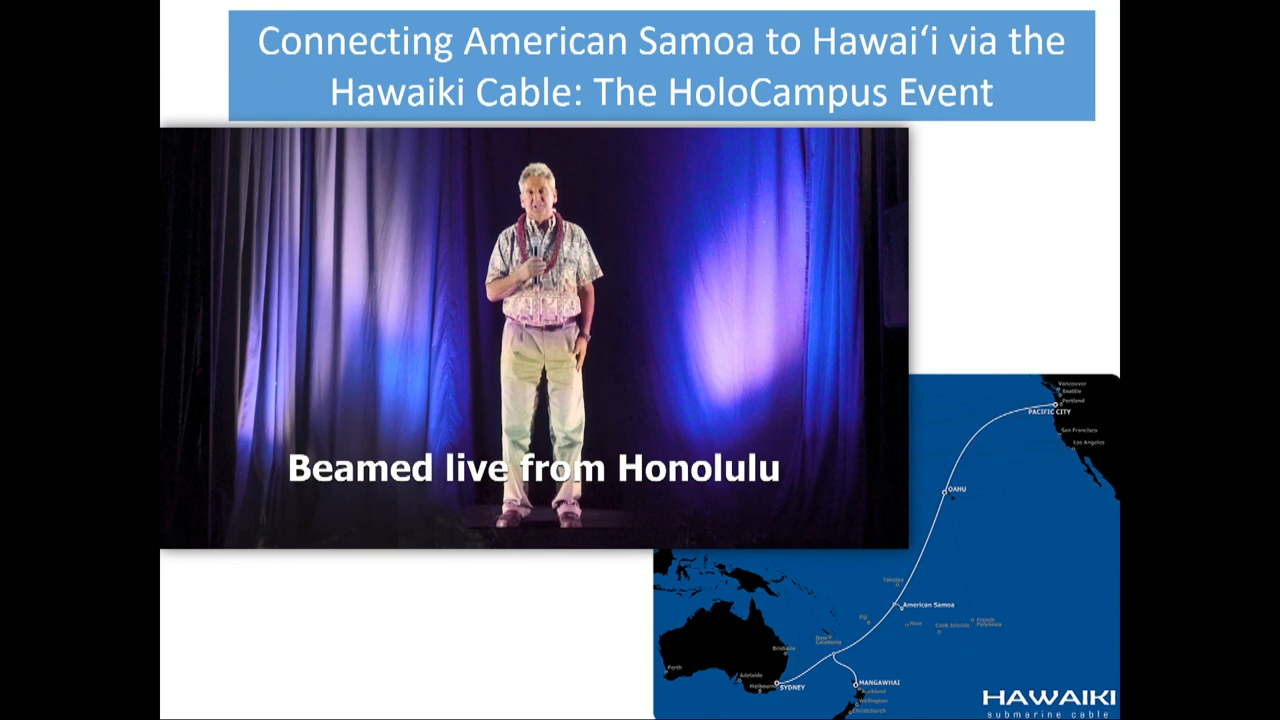 Connecting American Samoa to Hawaiʻi via the
Hawaiki Cable: The HoloCampus Event
Beamed live from Honolulu
Vancouver
Seattle
Portland
PACIFIC CITY
San Francisco
Los Angeles
OAHU
Tokelau
American Samoa
Fiji
Niue
Cook Islands
French
Polynesia
New
Caledonia
Brisbane
Perth
Adelaide
Melbourne
SYDNEY
MANGAWHAI
Auckland
Wellington
Christchurch
HAWAIKI
submarine cable